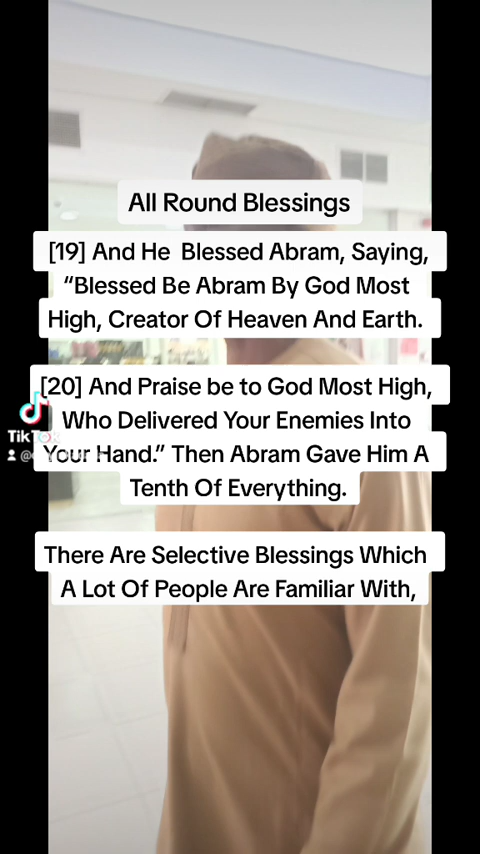 All Round Blessings
[19] And He Blessed Abram, Saying,
“Blessed Be Abram By God Most
High, Creator Of Heaven And Earth.
[20] And Praise be to God Most High,
Who Delivered Your Enemies Into
Your Hand.” Then Abram Gave Him A
Tenth Of Everything.
There Are Selective Blessings Which
A Lot Of People Are Familiar With,
TikTok